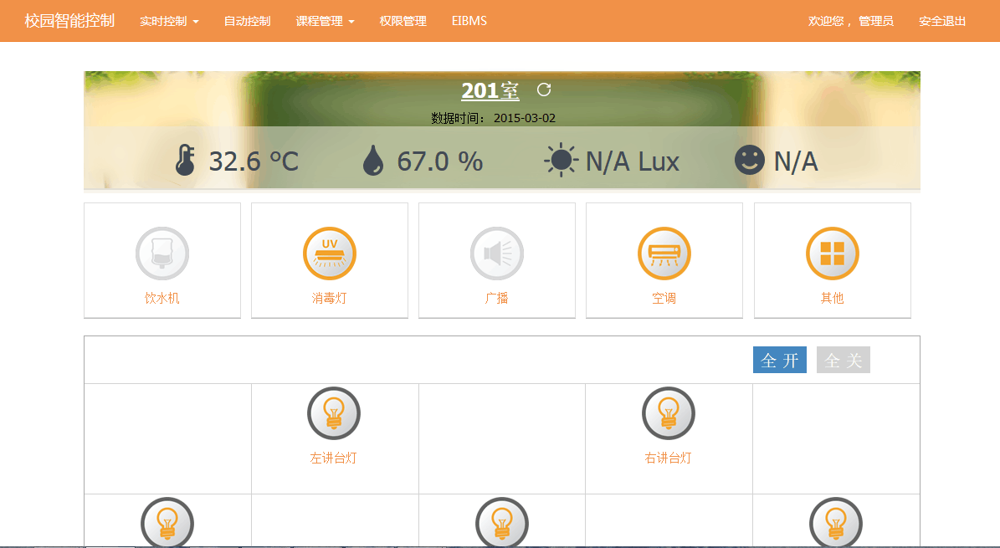 校园智能控制 实时控制 自动控制 课程管理 权限管理 EIBMS 欢迎您，管理员 安全退出
201室
数据时间： 2015-03-02
32.6 ℃ 67.0 % N/A Lux N/A
UV
饮水机 消毒灯 广播 空调 其他
全 开 全 关
左讲台灯 右讲台灯